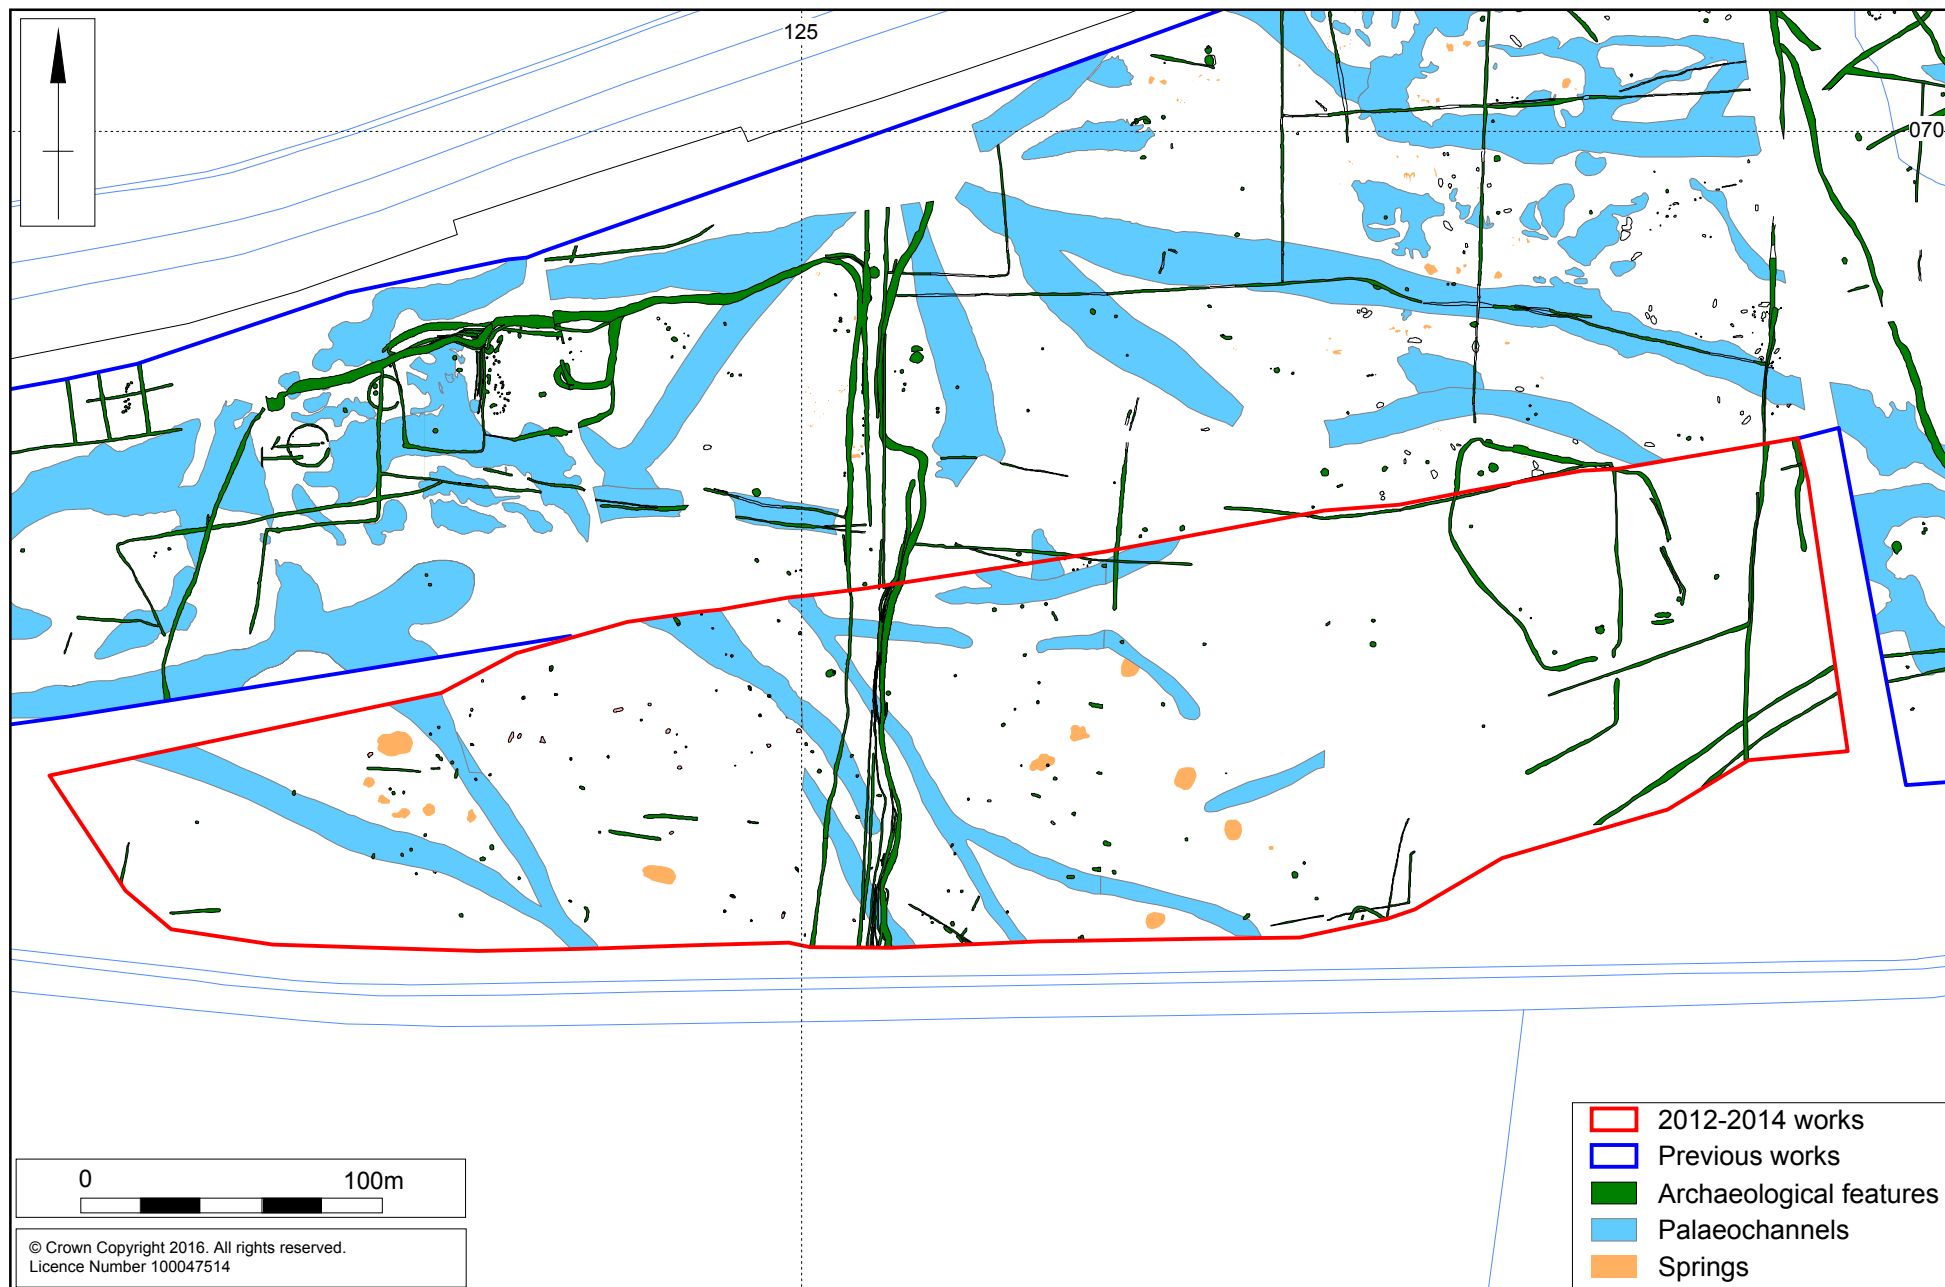 125
070
0 100m
© Crown Copyright 2016. All rights reserved.
Licence Number 100047514
2012-2014 works
Previous works
Archaeological features
Palaeochannels
Springs